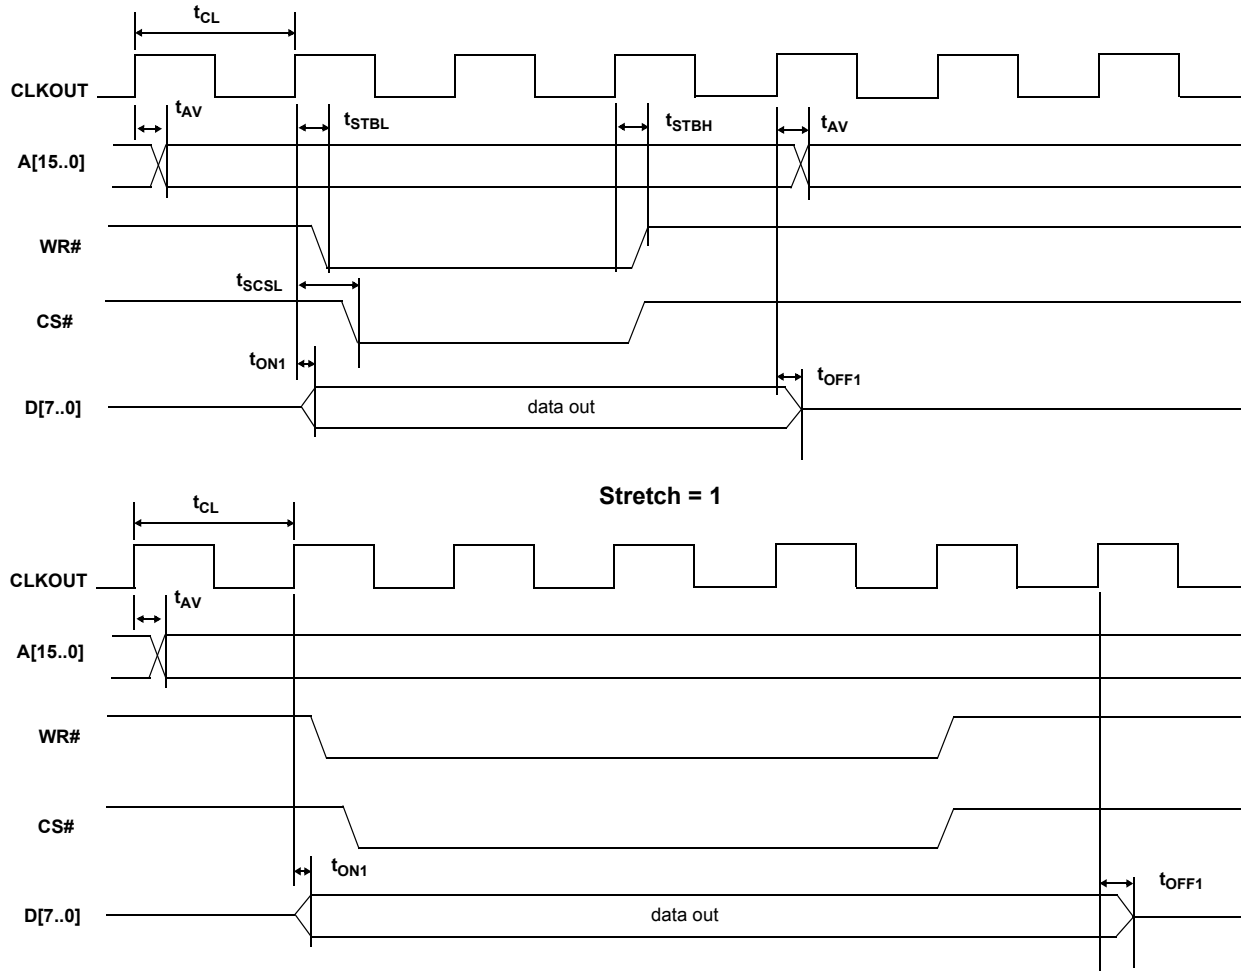 tCL
CLKOUT
tAV
tSTBL
tSTBH
tAV
A[15..0]
WR#
tSCSL
CS#
tON1
tOFF1
D[7..0]
data out
Stretch = 1
tCL
CLKOUT
tAV
A[15..0]
WR#
CS#
tON1
tOFF1
D[7..0]
data out